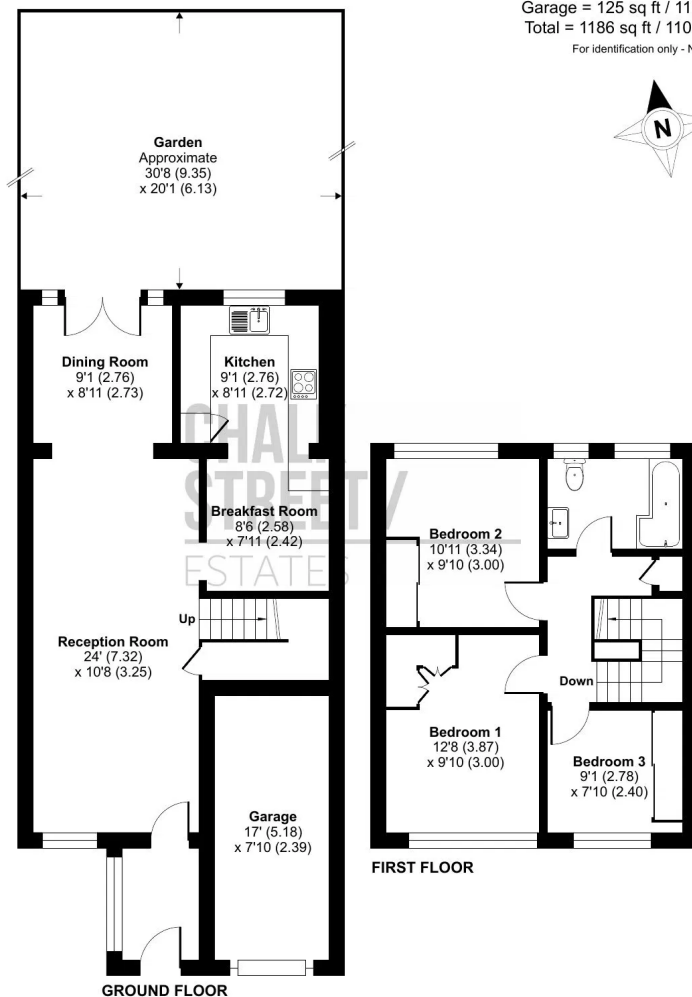 Garage = 125 sq ft / 11
Total = 1186 sq ft / 110
For identification only - N
N
Garden
Approximate
30'8 (9.35)
x 20'1 (6.13)
Dining Room
9'1 (2.76)
x 8'11 (2.73)
Kitchen
9'1 (2.76)
x 8'11 (2.72)
CHALK
STREET
ESTATES
Breakfast Room
8'6 (2.58)
x 7'11 (2.42)
Up
Reception Room
24' (7.32)
x 10'8 (3.25)
Garage
17' (5.18)
x 7'10 (2.39)
GROUND FLOOR
Bedroom 2
10'11 (3.34)
x 9'10 (3.00)
Down
Bedroom 1
12'8 (3.87)
x 9'10 (3.00)
Bedroom 3
9'1 (2.78)
x 7'10 (2.40)
FIRST FLOOR